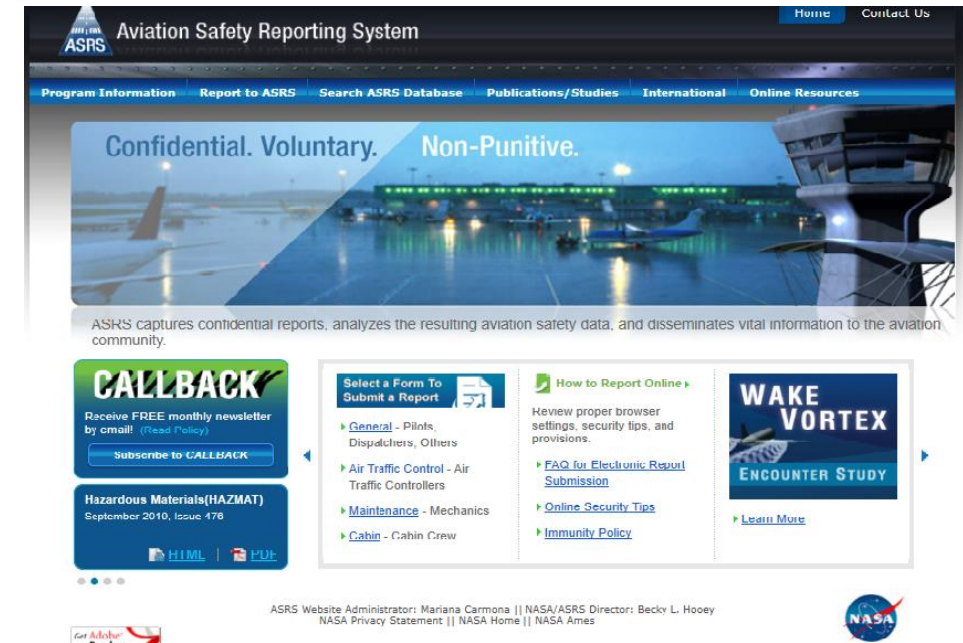 Home Contact Us
ASRS
Aviation Safety Reporting System
Program Information Report to ASRS Search ASRS Database Publications/Studies International Online Resources
Confidential. Voluntary. Non-Punitive.
ASRS captures confidential reports, analyzes the resulting aviation safety data, and disseminates vital information to the aviation
community.
CALLBACK
Receive FREE monthly newsletter
by email! (Read Policy)
Subscribe to CALLBACK
Hazardous Materials(HAZMAT)
September 2010, Issue 476
HTML | PDF
Select a Form To
Submit a Report
General - Pilots,
Dispatchers, Others
Air Traffic Control - Air
Traffic Controllers
Maintenance - Mechanics
Cabin - Cabin Crew
How to Report Online
Review proper browser
settings, security tips, and
provisions.
FAQ for Electronic Report
Submission
Online Security Tips
Immunity Policy
WAKE
VORTEX
ENCOUNTER STUDY
Learn More
ASRS Website Administrator: Mariana Carmona || NASA/ASRS Director: Becky L. Hooey
NASA Privacy Statement || NASA Home || NASA Ames
NASA
Get Adobe